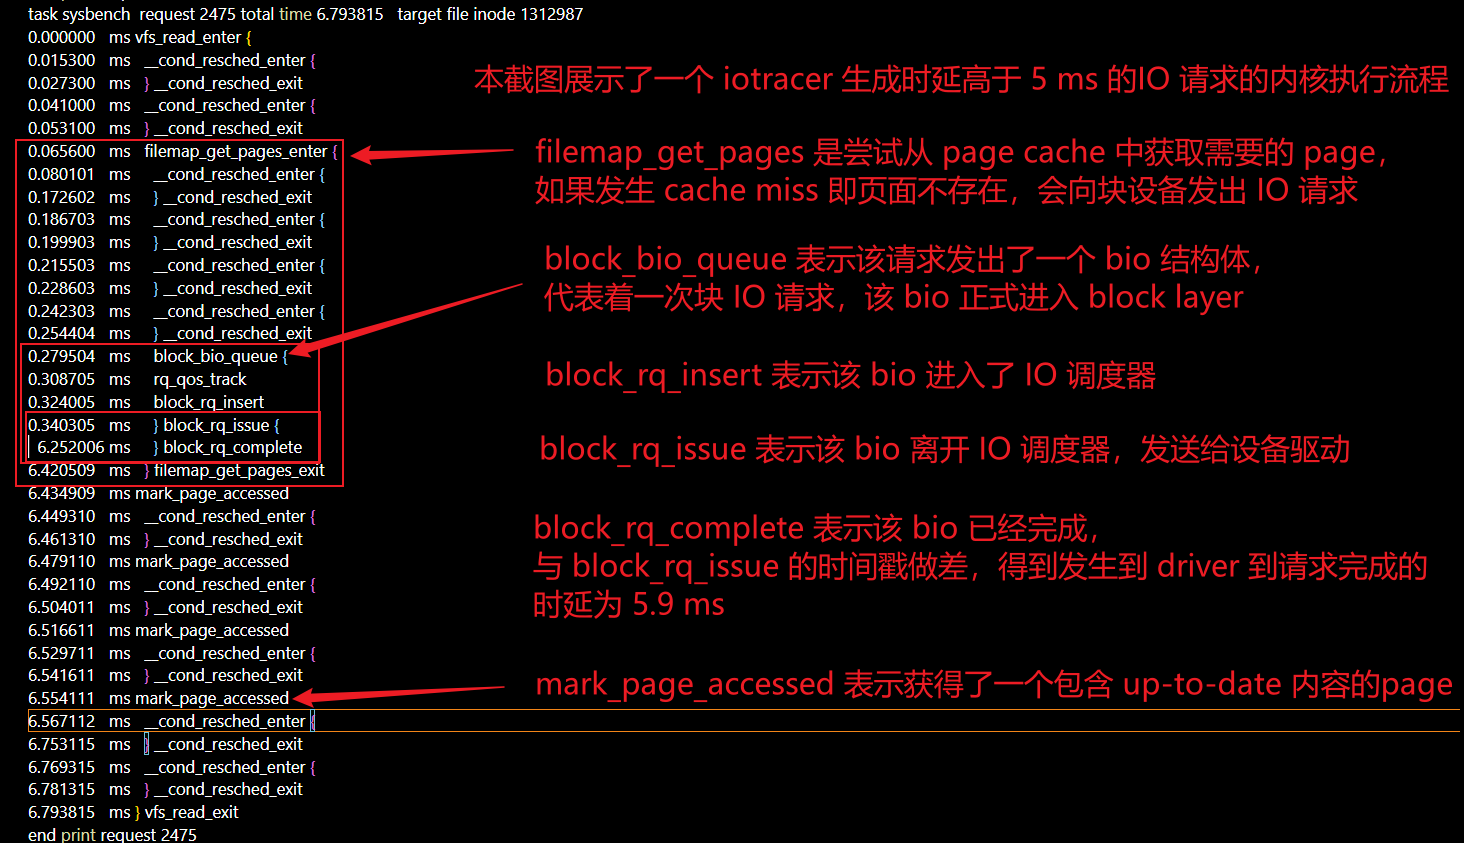 task sysbench  request 2475 total time 6.793815   target file inode 1312987
0.000000   ms vfs_read_enter {
0.015300   ms   __cond_resched_enter {
0.027300   ms   } __cond_resched_exit
0.041000   ms   __cond_resched_enter {
0.053100   ms   } __cond_resched_exit
0.065600   ms   filemap_get_pages_enter {
0.080101   ms     __cond_resched_enter {
0.172602   ms     } __cond_resched_exit
0.186703   ms     __cond_resched_enter {
0.199903   ms     } __cond_resched_exit
0.215503   ms     __cond_resched_enter {
0.228603   ms     } __cond_resched_exit
0.242303   ms     __cond_resched_enter {
0.254404   ms     } __cond_resched_exit
0.279504   ms     block_bio_queue {
0.308705   ms     rq_qos_track
0.324005   ms     block_rq_insert
0.340305   ms     } block_rq_issue {
6.252006 ms     } block_rq_complete
6.420509   ms   } filemap_get_pages_exit
6.434909   ms mark_page_accessed
6.449310   ms   __cond_resched_enter {
6.461310   ms   } __cond_resched_exit
6.479110   ms mark_page_accessed
6.492110   ms   __cond_resched_enter {
6.504011   ms   } __cond_resched_exit
6.516611   ms mark_page_accessed
6.529711   ms   __cond_resched_enter {
6.541611   ms   } __cond_resched_exit
6.554111   ms mark_page_accessed
6.567112   ms   __cond_resched_enter {
6.753115   ms   } __cond_resched_exit
6.769315   ms   __cond_resched_enter {
6.781315   ms   } __cond_resched_exit
6.793815   ms } vfs_read_exit
end print request 2475
本截图展示了一个 iotracer 生成时延高于 5 ms 的IO 请求的内核执行流程
filemap_get_pages 是尝试从 page cache 中获取需要的 page，
如果发生 cache miss 即页面不存在，会向块设备发出 IO 请求
block_bio_queue 表示该请求发出了一个 bio 结构体，
代表着一次块 IO 请求，该 bio 正式进入 block layer
block_rq_insert 表示该 bio 进入了 IO 调度器
block_rq_issue 表示该 bio 离开 IO 调度器，发送给设备驱动
block_rq_complete 表示该 bio 已经完成，
与 block_rq_issue 的时间戳做差，得到发生到 driver 到请求完成的
时延为 5.9 ms
mark_page_accessed 表示获得了一个包含 up-to-date 内容的page